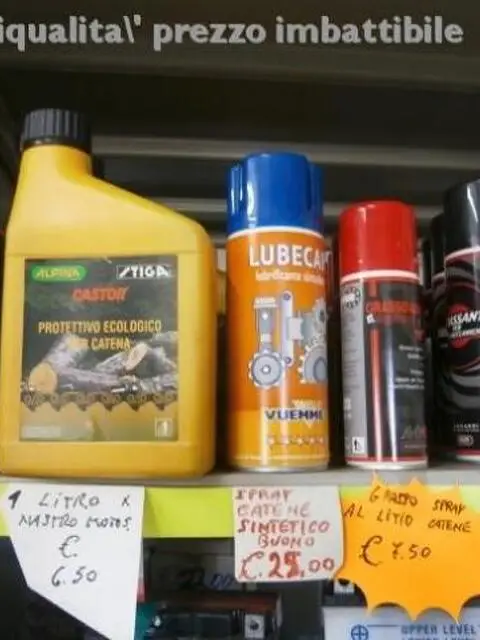 iqualita\' prezzo imbattibile
ALPINA
STIGA
CASTOR
PROTETTIVO ECOLOGICO
PER CATENA
LUBECA
lubrificante
VUEMME
1 LITRO X
NASTRO MOTOS.
€
6.50
SPRAY
CATENE
SINTETICO
BUONO
€.25,00
GRASSO SPRAY
AL LITIO CATENE
€ 7.50
UPPER LEVEL